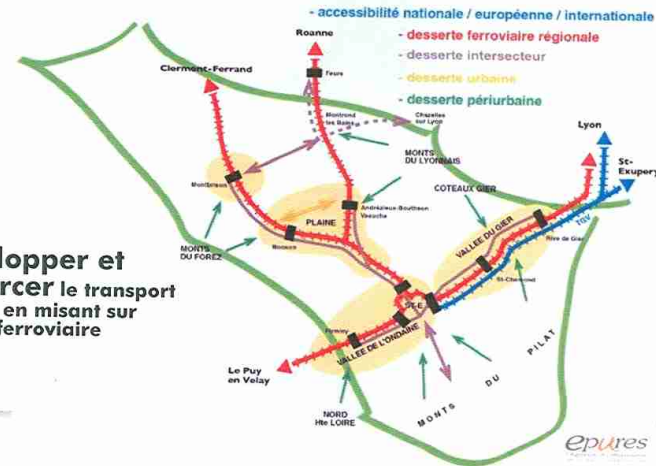 - accessibilité nationale / européenne / internationale
- desserte ferroviaire régionale
- desserte intersecteur
- desserte urbaine
- desserte périurbaine
Roanne
Clermont-Ferrand
Feurs
Montrond
les Bains
Chazelles
sur Lyon
Lyon
St-
Exupery
MONTS
DU LYONNAIS
COTEAUX GIER
Montbrison
Andrézieux-Bouthéon
Veauche
PLAINE
Bonson
MONTS
DU FOREZ
VALLEE DU GIER
TGV
Rive de Gier
St-Chamond
lopper et
rcer le transport
en misant sur
ferroviaire
ST-E
Firminy
VALLEE DE L'ONDAINE
Le Puy
en Velay
NORD
Hte LOIRE
MONTS DU PILAT
epures